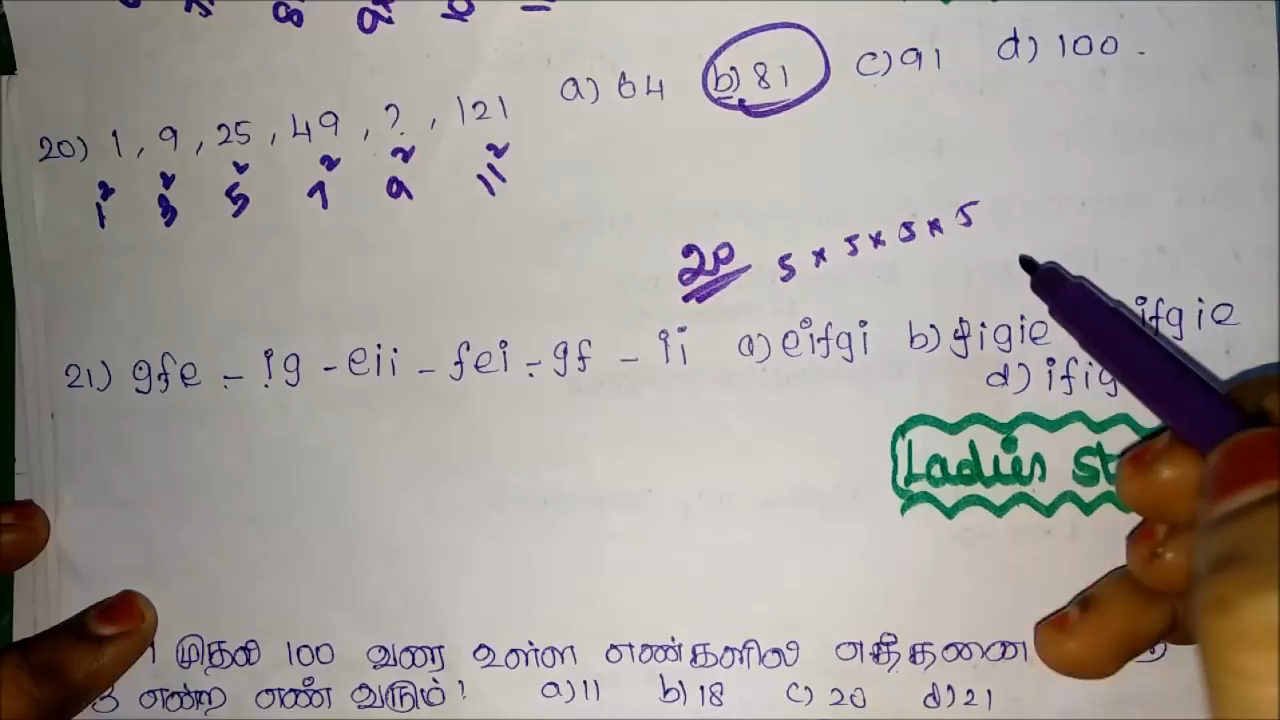 a) 64 b) 81 c) 91 d) 100.
20) 1, 9, 25, 49, ?, 121
1² 3² 5² 7² 9² 11²
20 5 × 5 × 5 × 5
21) gfe - ig - eii - fei - gf - ii a) eifgi b) figie ifgie
d) ifig
Ladies
முதல் 100 வரை உள்ள எண்களில் எத்தனை
என்ற எண் வரும்? a) 11 b) 18 c) 20 d) 21